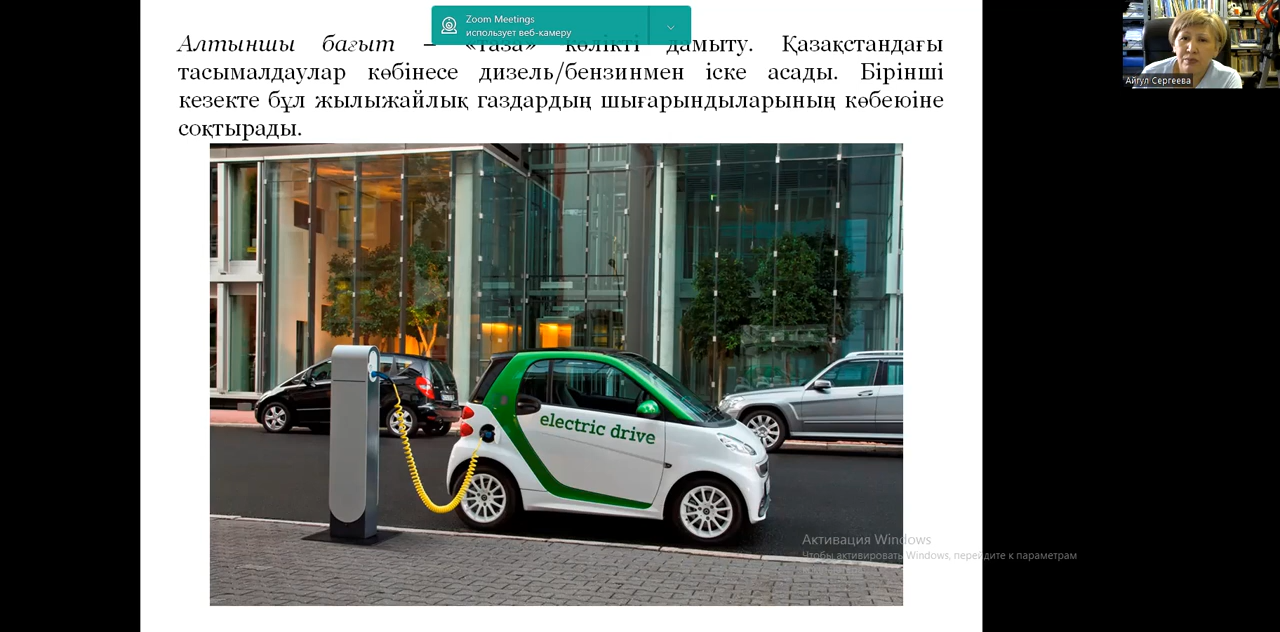 Zoom Meetings
использует веб-камеру
Алтыншы бағыт – «таза» көлікті дамыту. Қазақстандағы
тасымалдаулар көбінесе дизель/бензинмен іске асады. Бірінші
кезекте бұл жылыжайлық газдардың шығарындыларының көбеюіне
соқтырады.
Айгул Сергеева
electric drive
Активация Windows
Чтобы активировать Windows, перейдите к параметрам